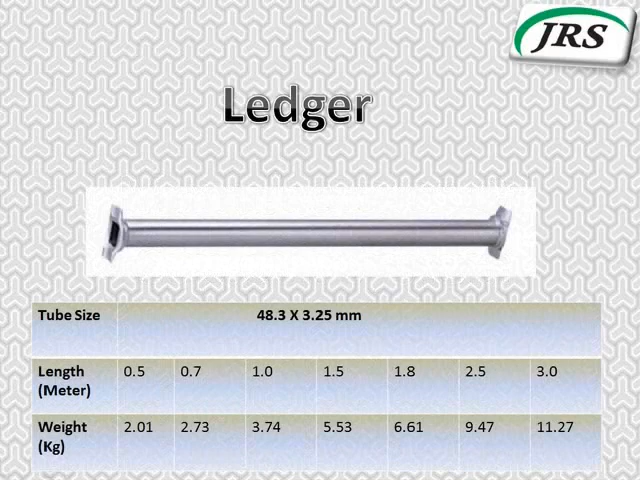 JRS
Ledger
Tube Size 48.3 X 3.25 mm
Length 0.5 0.7 1.0 1.5 1.8 2.5 3.0
(Meter)
Weight 2.01 2.73 3.74 5.53 6.61 9.47 11.27
(Kg)